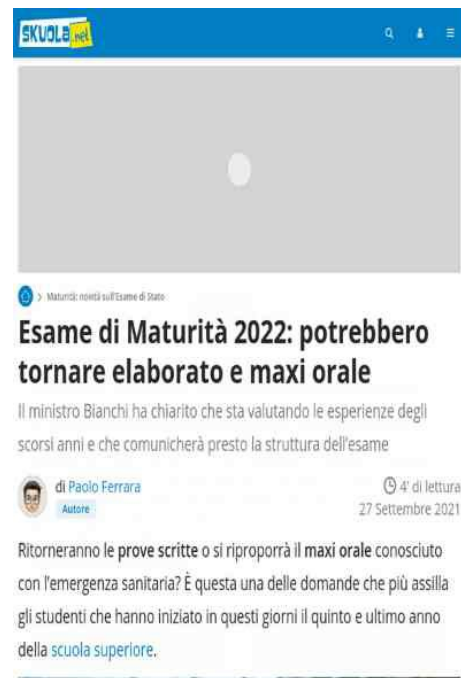 SKUOLA.net
> Maturità: novità sull'Esame di Stato
Esame di Maturità 2022: potrebbero
tornare elaborato e maxi orale
Il ministro Bianchi ha chiarito che sta valutando le esperienze degli
scorsi anni e che comunicherà presto la struttura dell'esame
di Paolo Ferrara
4' di lettura
Autore
27 Settembre 2021
Ritorneranno le prove scritte o si riproporrà il maxi orale conosciuto
con l'emergenza sanitaria? È questa una delle domande che più assilla
gli studenti che hanno iniziato in questi giorni il quinto e ultimo anno
della scuola superiore.